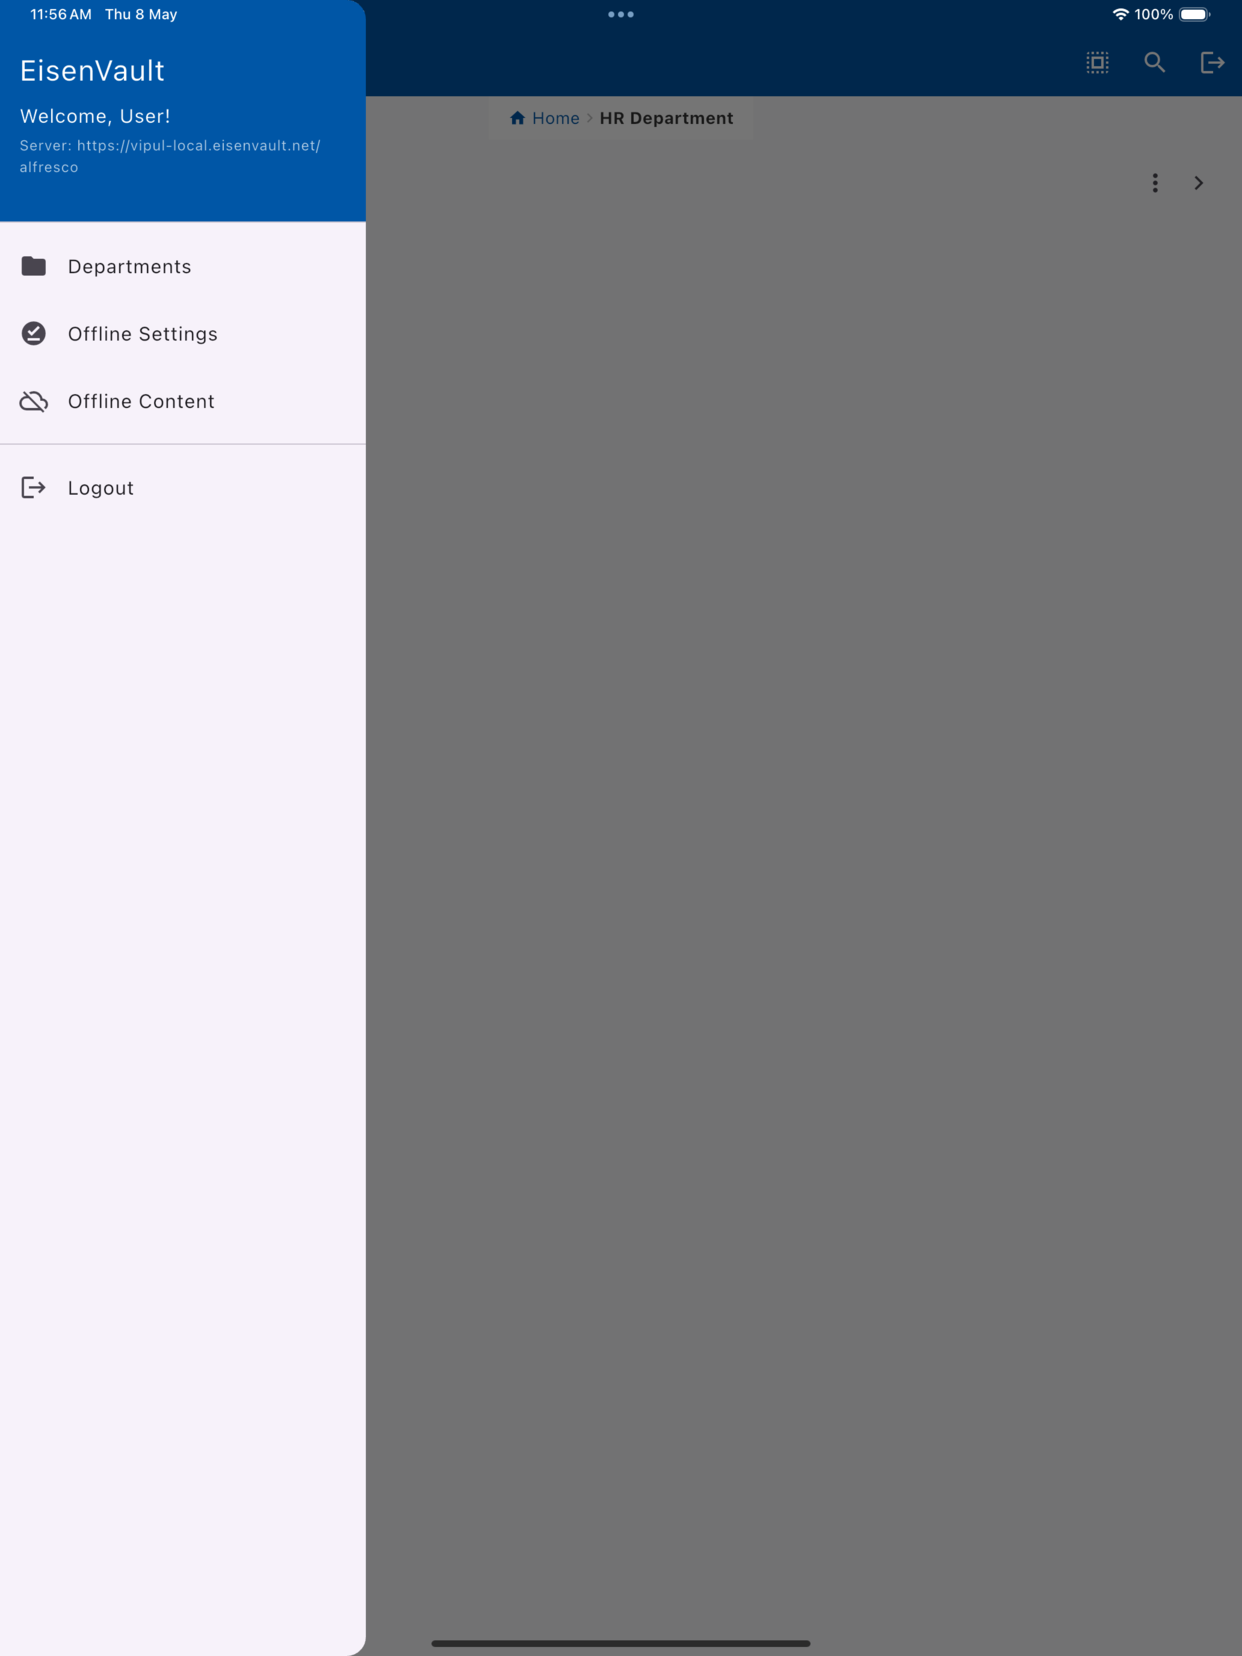 11:56 AM Thu 8 May
100%
EisenVault
Welcome, User!
Server: https://vipul-local.eisenvault.net/
alfresco
Home > HR Department
Departments
Offline Settings
Offline Content
Logout